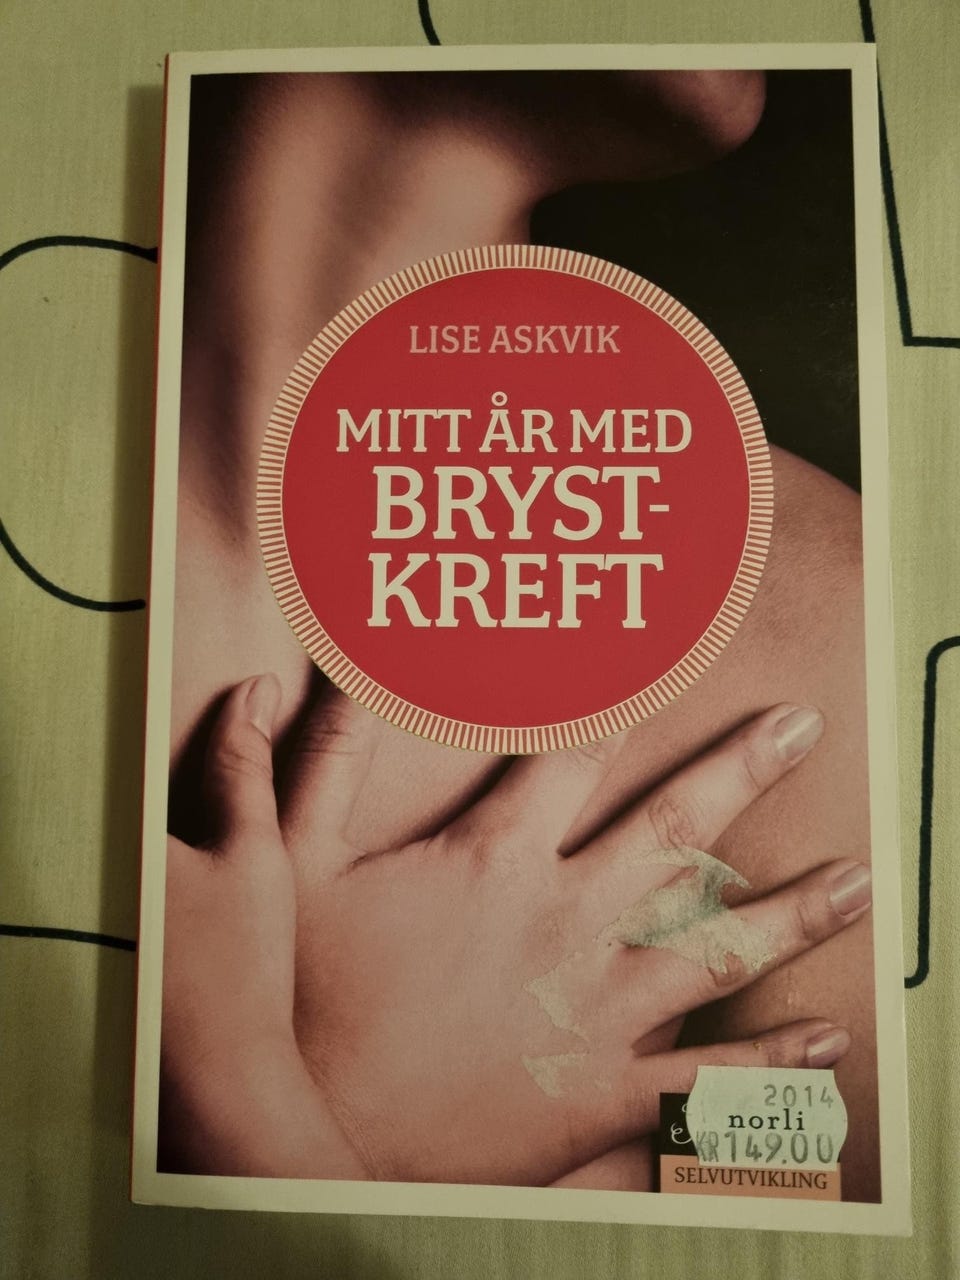 LISE ASKVIK
MITT ÅR MED
BRYST-
KREFT
2014
norli
KR 149.00
SELVUTVIKLING